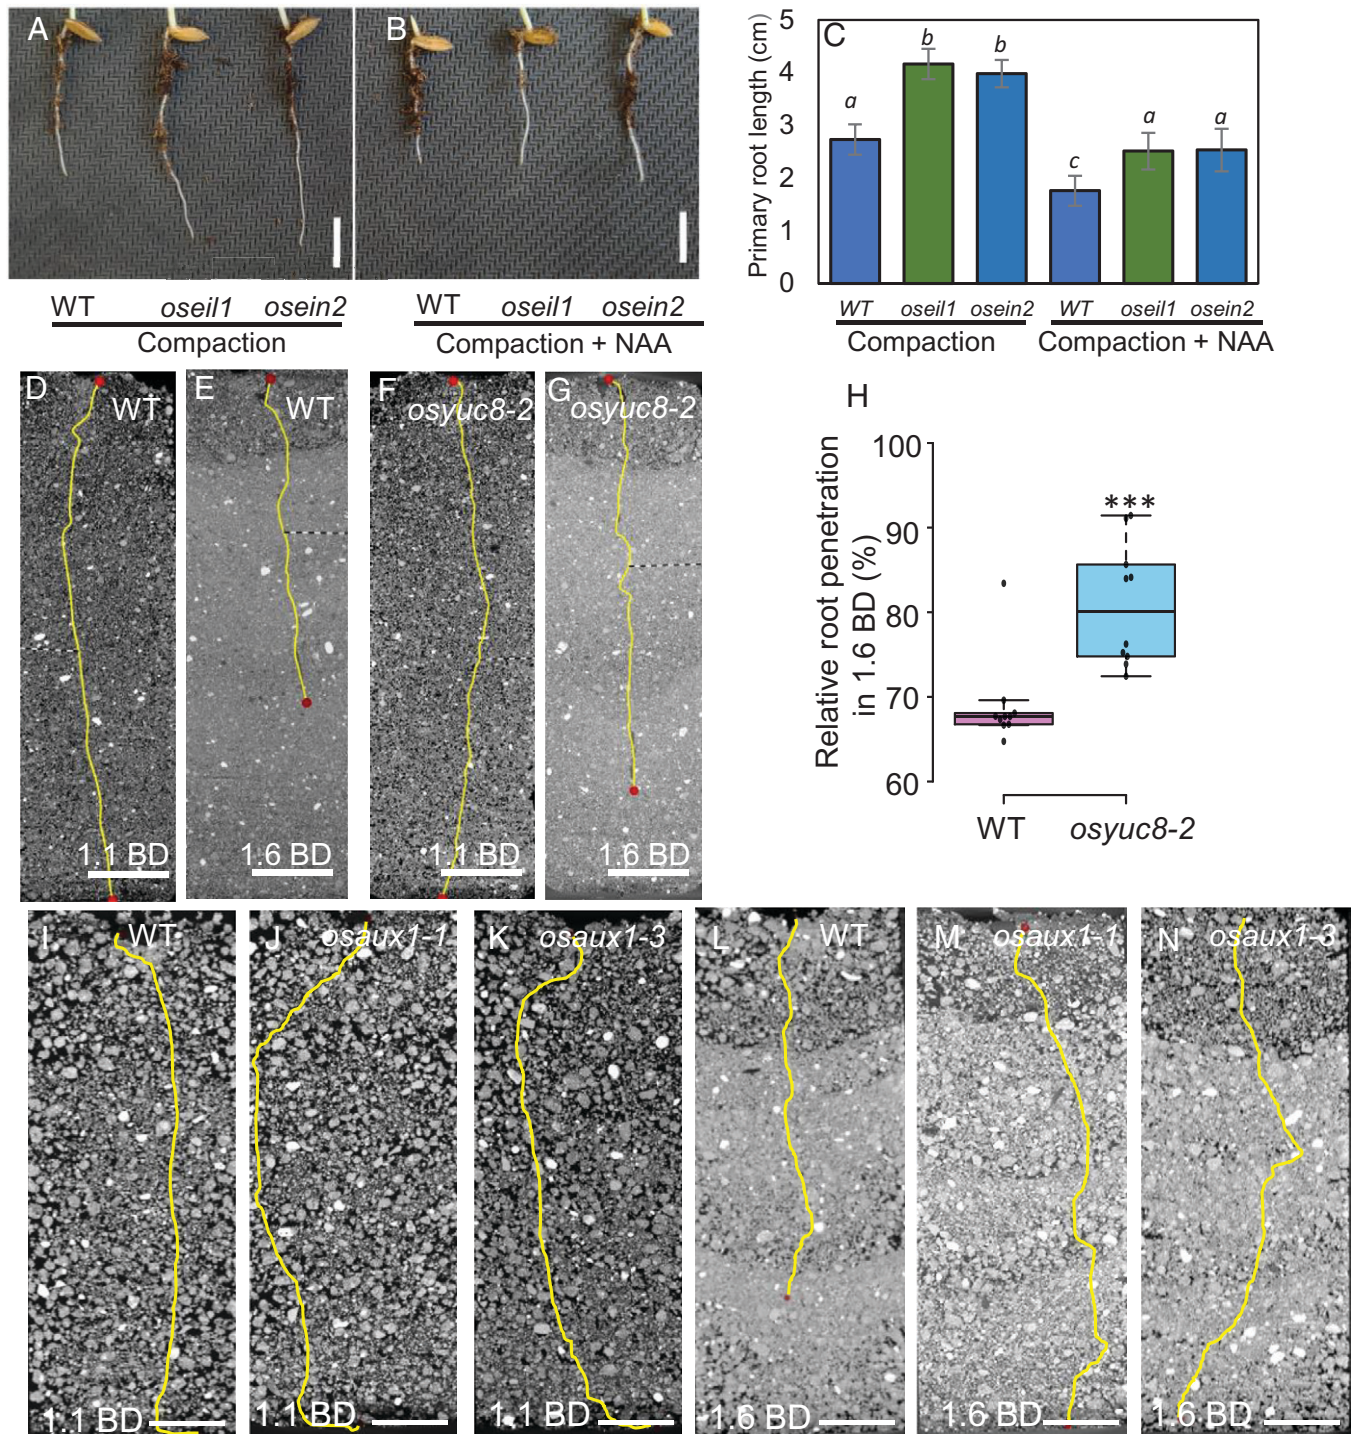 A
B
WT oseil1 osein2
Compaction
WT oseil1 osein2
Compaction + NAA
C
Primary root length (cm)
5
4
3
2
1
0
a
b
b
c
a
a
WT oseil1 osein2
Compaction
WT oseil1 osein2
Compaction + NAA
D
WT
1.1 BD
E
WT
1.6 BD
F
osyuc8-2
1.1 BD
G
osyuc8-2
1.6 BD
H
Relative root penetration
in 1.6 BD (%)
100
90
80
70
60
***
WT osyuc8-2
I
WT
1.1 BD
J
osaux1-1
1.1 BD
K
osaux1-3
1.1 BD
L
WT
1.6 BD
M
osaux1-1
1.6 BD
N
osaux1-3
1.6 BD